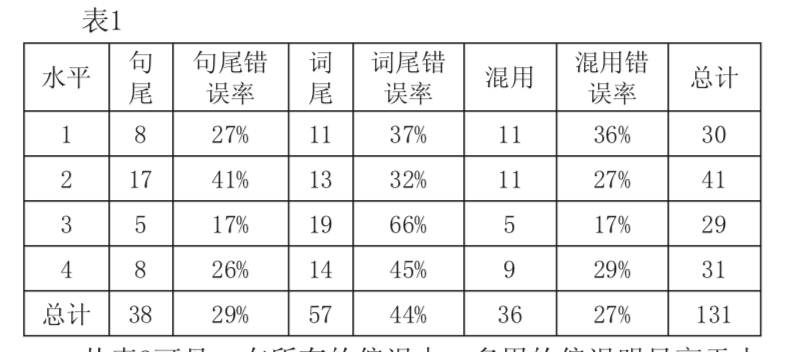 表1
水平 句尾 句尾错误率 词尾 词尾错误率 混用 混用错误率 总计
1 8 27% 11 37% 11 36% 30
2 17 41% 13 32% 11 27% 41
3 5 17% 19 66% 5 17% 29
4 8 26% 14 45% 9 29% 31
总计 38 29% 57 44% 36 27% 131